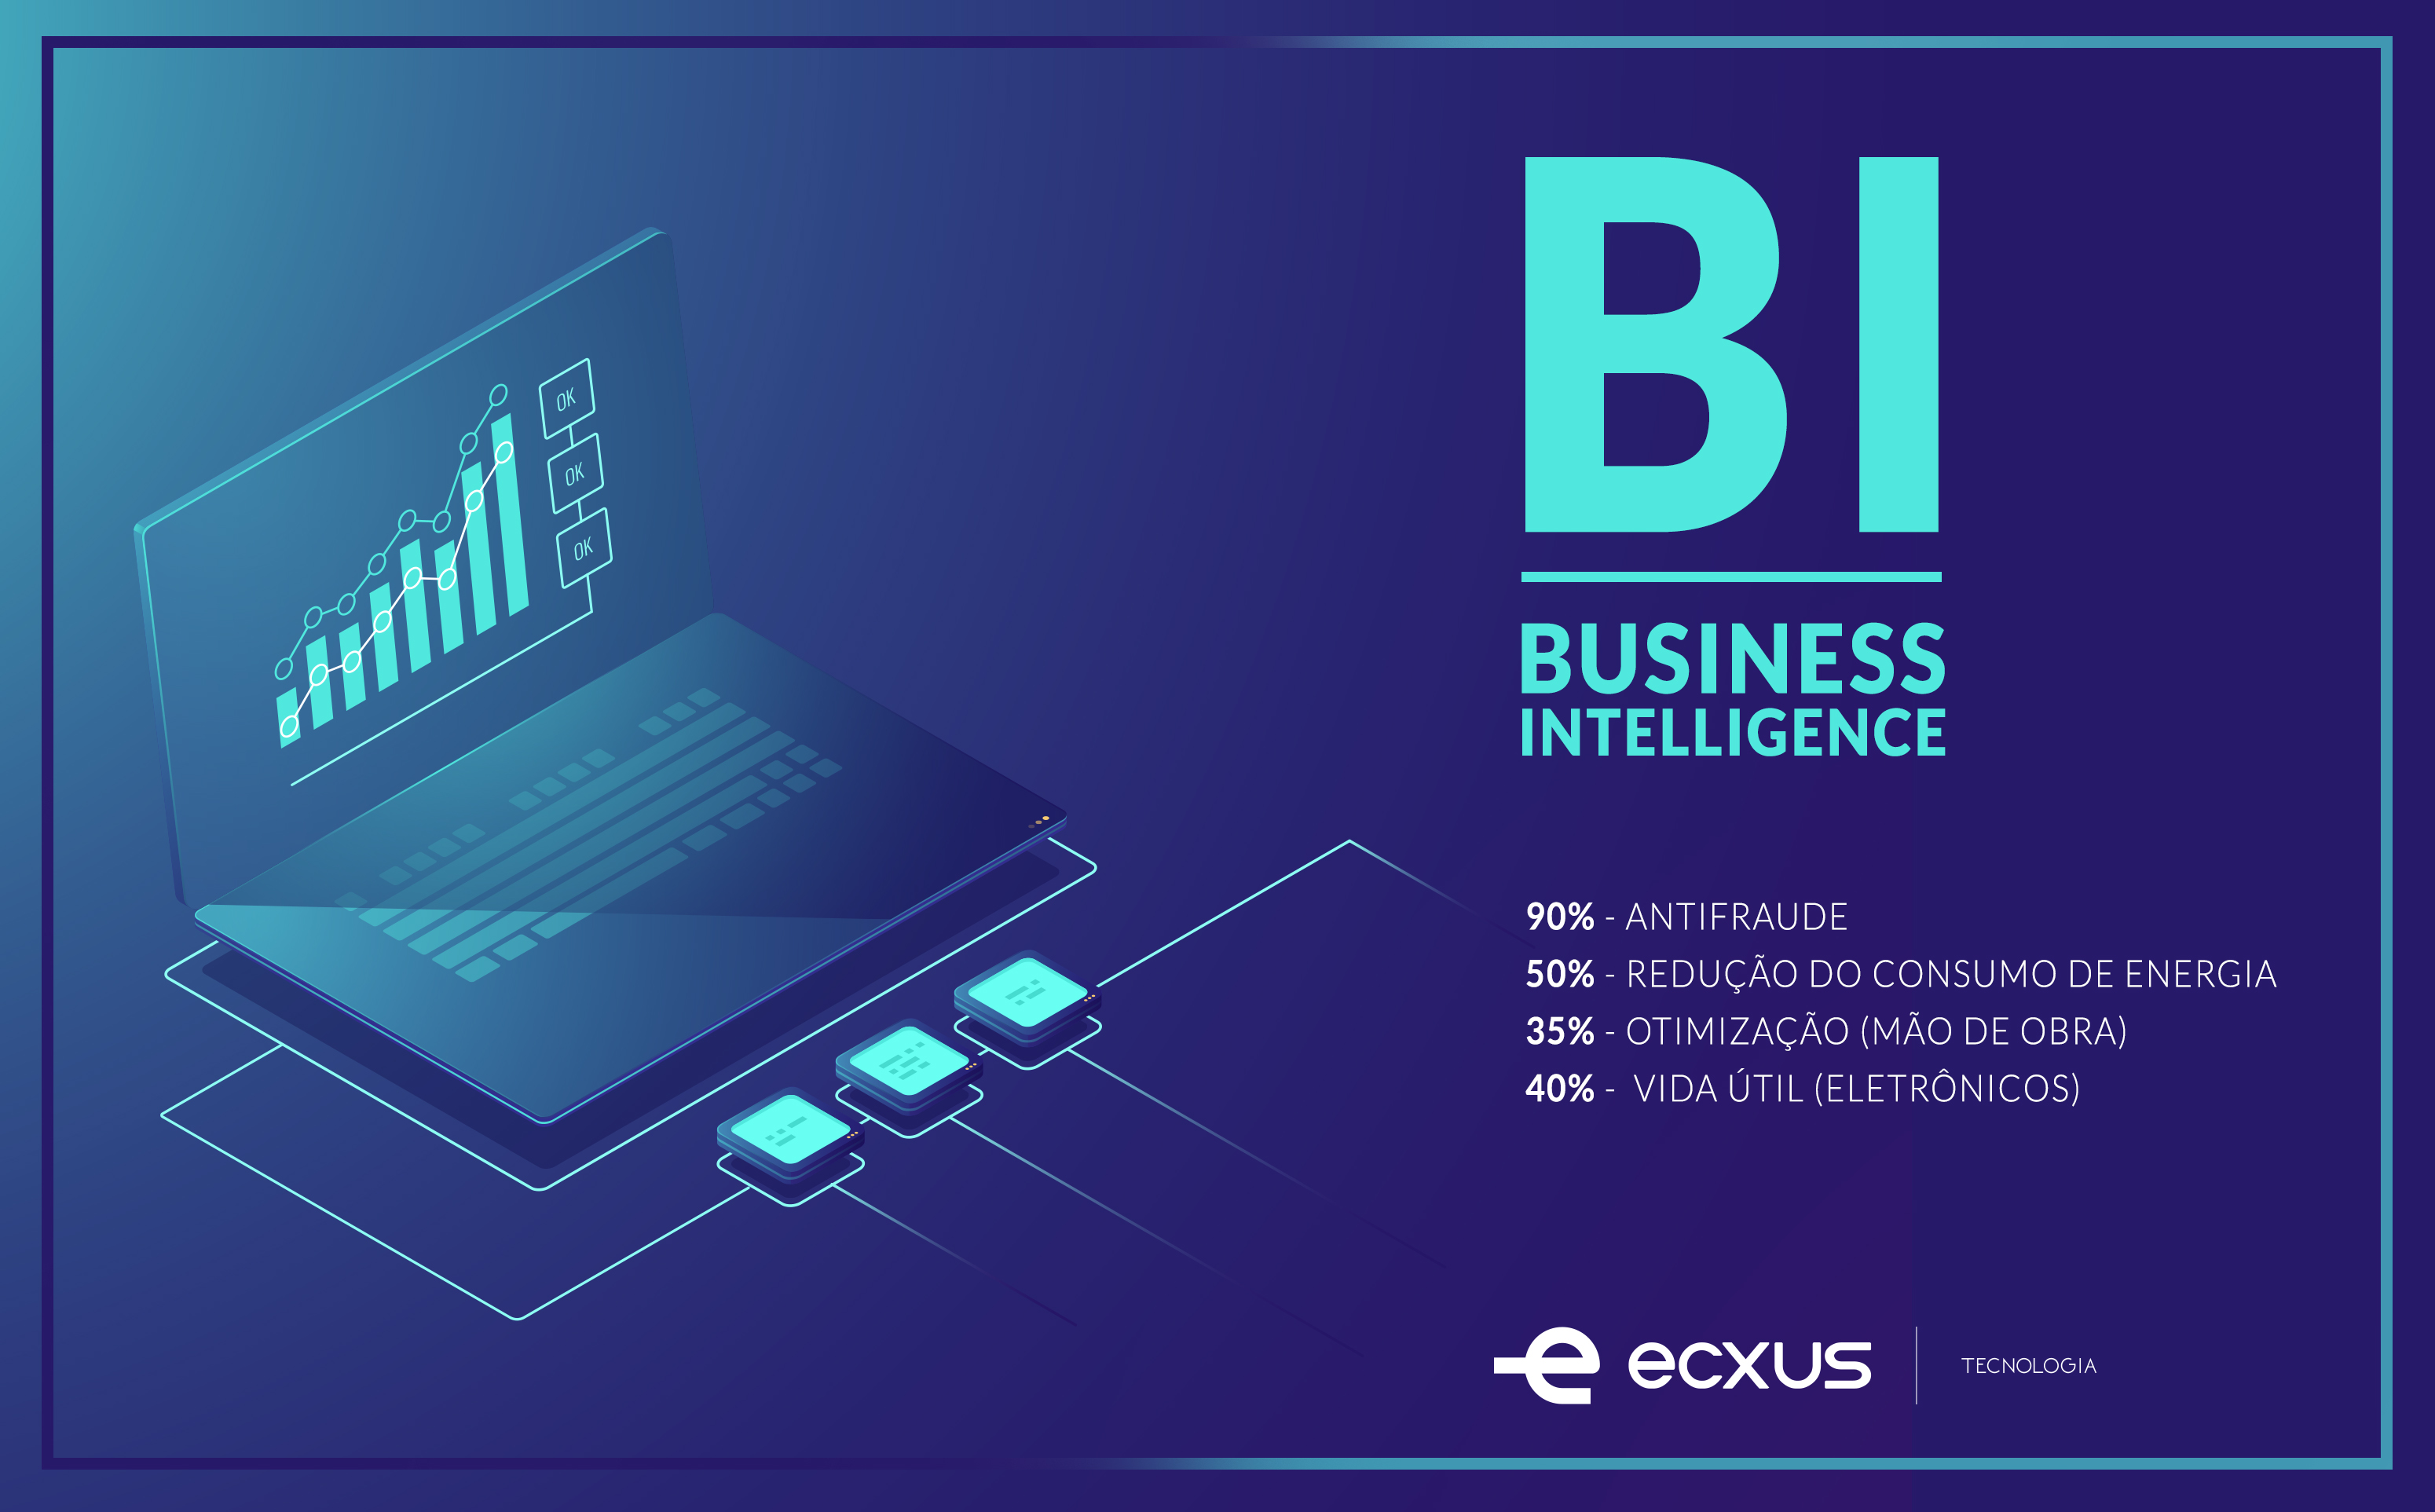 OK
OK
OK
BI
BUSINESS
INTELLIGENCE
90% - ANTIFRAUDE
50% - REDUÇÃO DO CONSUMO DE ENERGIA
35% - OTIMIZAÇÃO (MÃO DE OBRA)
40% - VIDA ÚTIL (ELETRÔNICOS)
ecxus
TECNOLOGIA